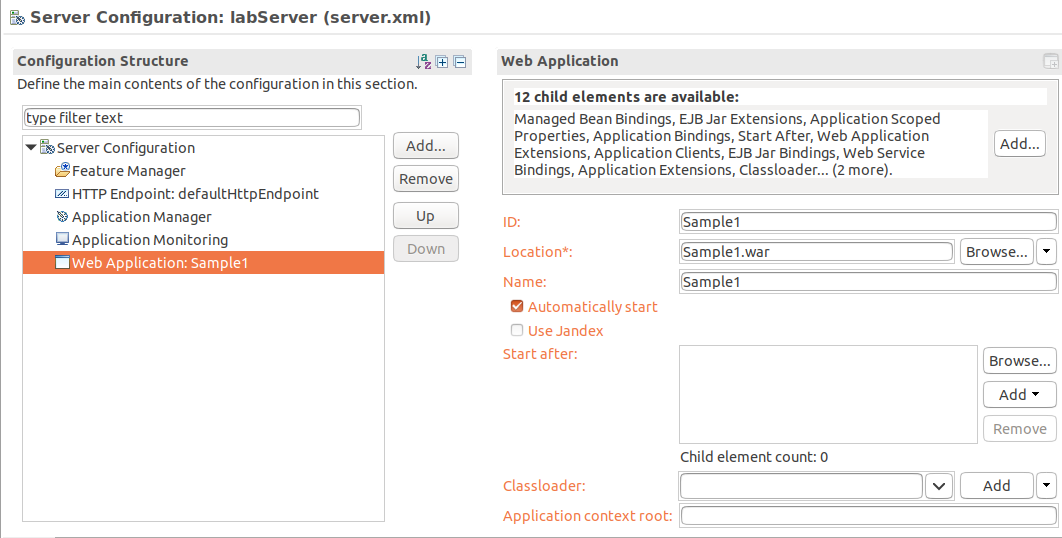 Server Configuration: labServer (server.xml)
Configuration Structure
Define the main contents of the configuration in this section.
type filter text
Server Configuration
Feature Manager
HTTP Endpoint: defaultHttpEndpoint
Application Manager
Application Monitoring
Web Application: Sample1
Add...
Remove
Up
Down
Web Application
12 child elements are available:
Managed Bean Bindings, EJB Jar Extensions, Application Scoped
Properties, Application Bindings, Start After, Web Application
Extensions, Application Clients, EJB Jar Bindings, Web Service
Bindings, Application Extensions, Classloader... (2 more).
Add...
ID: Sample1
Location*: Sample1.war Browse...
Name: Sample1
Automatically start
Use Jandex
Start after:
Browse...
Add
Remove
Child element count: 0
Classloader: Add
Application context root: